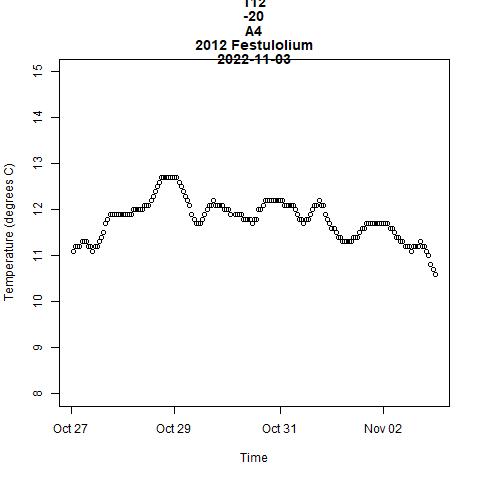 T12
-20
A4
2012 Festulolium
2022-11-03
15
14
13
12
11
10
9
8
Temperature (degrees C)
Oct 27
Oct 29
Oct 31
Nov 02
Time